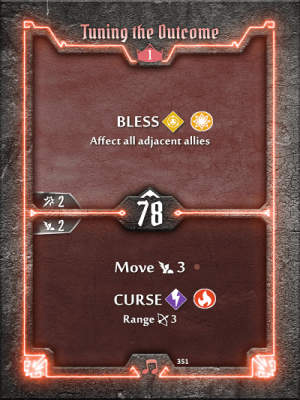 Tuning the Outcome
1
BLESS
Affect all adjacent allies
2
78
2
Move 3
CURSE
Range 3
351